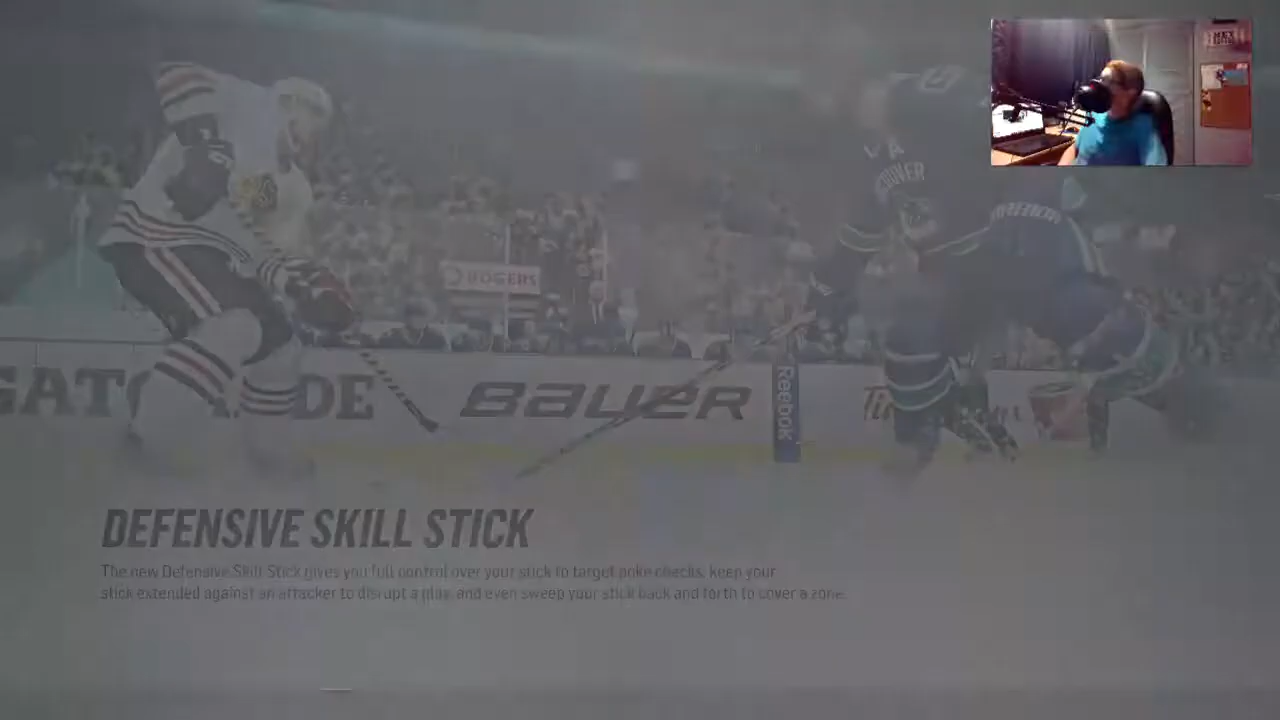 A
ROGERS
GAT DE
BAUER
Reebok
DEFENSIVE SKILL STICK
The new Defensive Skill Stick gives you full control over your stick to target poke checks, keep your
stick extended against an attacker to disrupt a play, and even sweep your stick back and forth to cover a zone.